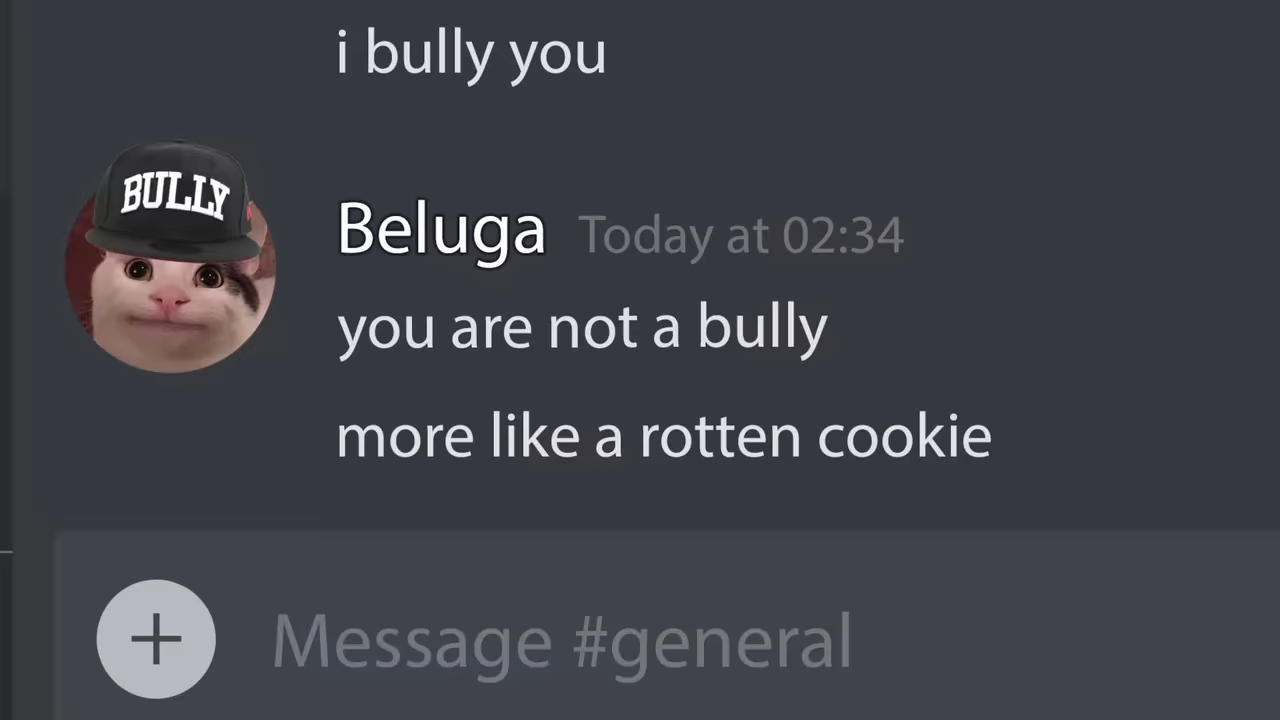 i bully you
BULLY
Beluga Today at 02:34
you are not a bully
more like a rotten cookie
+ Message #general